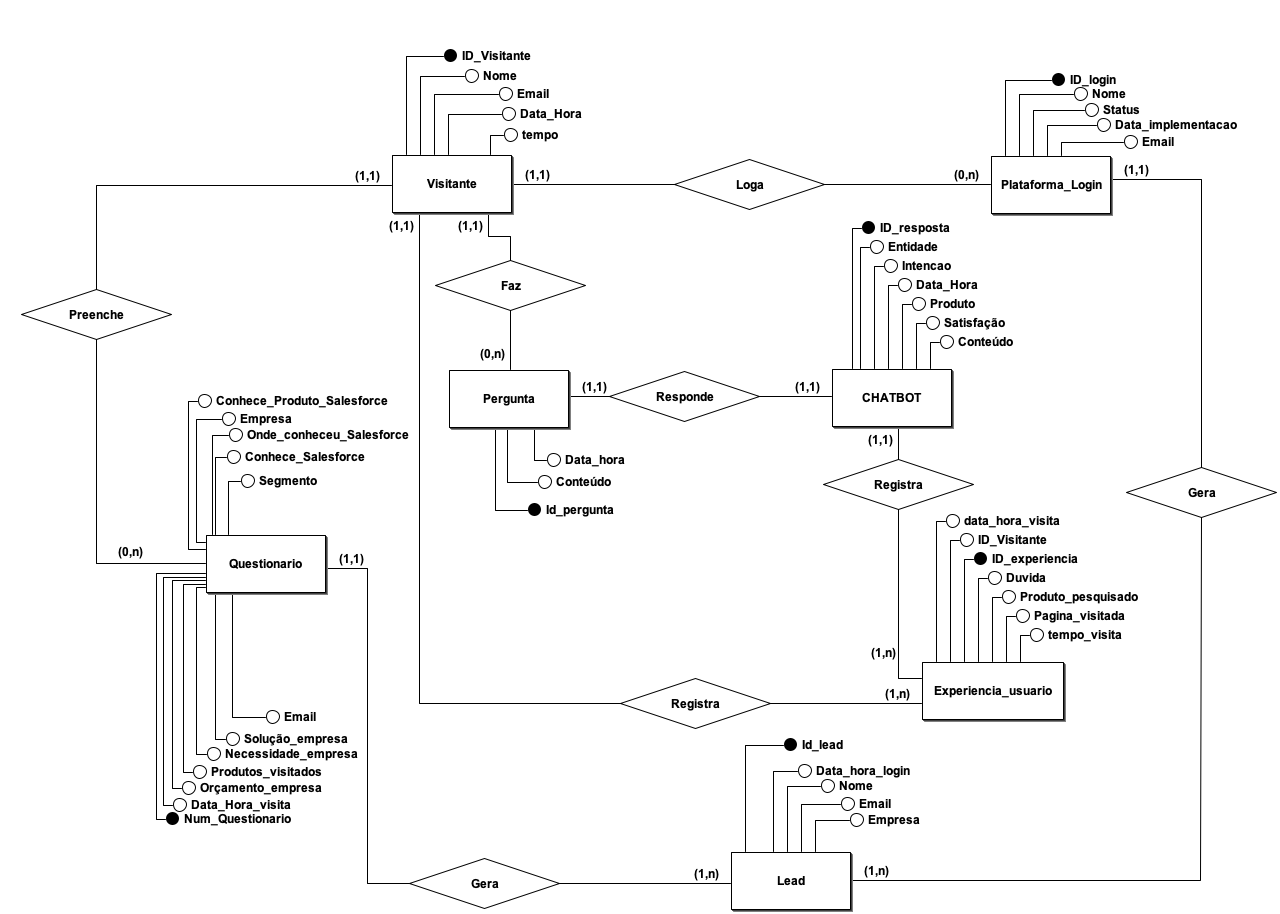 ID_Visitante
Nome
Email
Data_Hora
tempo
ID_login
Nome
Status
Data_implementacao
Email
(1,1)
Visitante
(1,1)
Loga
(0,n)
Plataforma_Login
(1,1)
(1,1)
(1,1)
ID_resposta
Entidade
Intencao
Data_Hora
Produto
Satisfação
Conteúdo
Faz
Preenche
(0,n)
Pergunta
(1,1)
Responde
(1,1)
CHATBOT
(1,1)
Conhece_Produto_Salesforce
Empresa
Onde_conheceu_Salesforce
Conhece_Salesforce
Segmento
Data_hora
Conteúdo
Id_pergunta
Registra
Gera
data_hora_visita
ID_Visitante
ID_experiencia
Duvida
Produto_pesquisado
Pagina_visitada
tempo_visita
(0,n)
Questionario
(1,1)
(1,n)
Experiencia_usuario
Registra
(1,n)
Email
Solução_empresa
Necessidade_empresa
Produtos_visitados
Orçamento_empresa
Data_Hora_visita
Num_Questionario
Id_lead
Data_hora_login
Nome
Email
Empresa
Gera
(1,n)
Lead
(1,n)